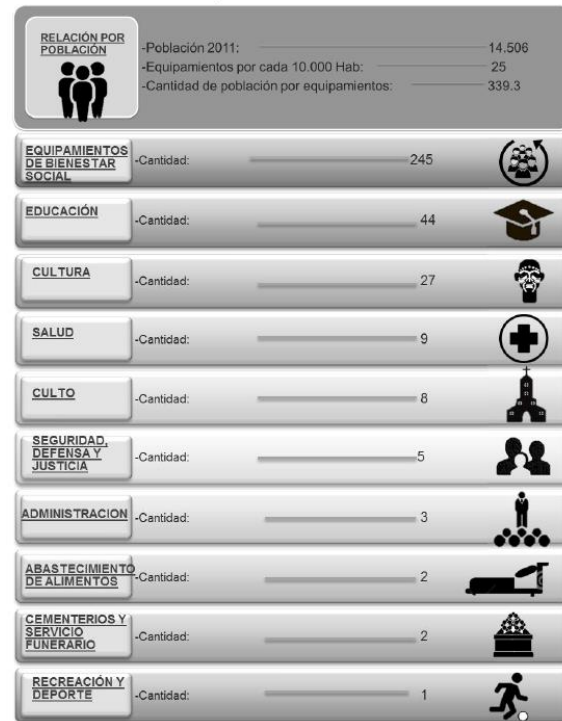 RELACIÓN POR
POBLACIÓN
-Población 2011: 14.506
-Equipamientos por cada 10.000 Hab: 25
-Cantidad de población por equipamientos: 339.3
EQUIPAMIENTOS
DE BIENESTAR
SOCIAL
-Cantidad: 245
EDUCACIÓN
-Cantidad: 44
CULTURA
-Cantidad: 27
SALUD
-Cantidad: 9
CULTO
-Cantidad: 8
SEGURIDAD,
DEFENSA Y
JUSTICIA
-Cantidad: 5
ADMINISTRACION
-Cantidad: 3
ABASTECIMIENTO
DE ALIMENTOS
-Cantidad: 2
CEMENTERIOS Y
SERVICIO
FUNERARIO
-Cantidad: 2
RECREACIÓN Y
DEPORTE
-Cantidad: 1